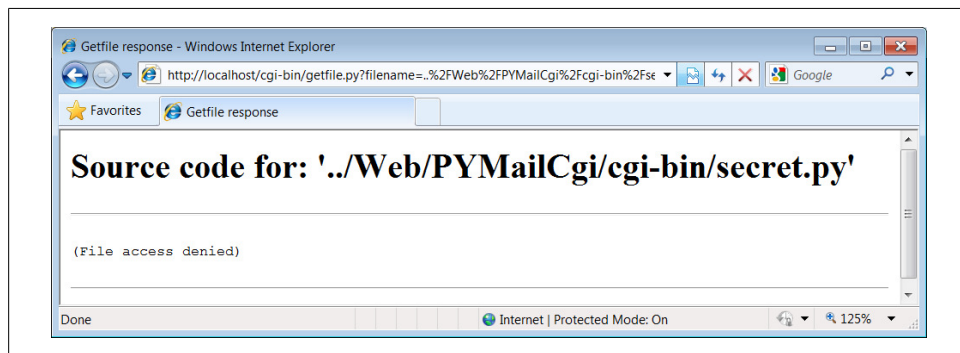 Getfile response - Windows Internet Explorer
http://localhost/cgi-bin/getfile.py?filename=..%2FWeb%2FPYMailCgi%2Fcgi-bin%2Fse
Google
Favorites
Getfile response
Source code for: '../Web/PYMailCgi/cgi-bin/secret.py'
(File access denied)
Done
Internet | Protected Mode: On
125%